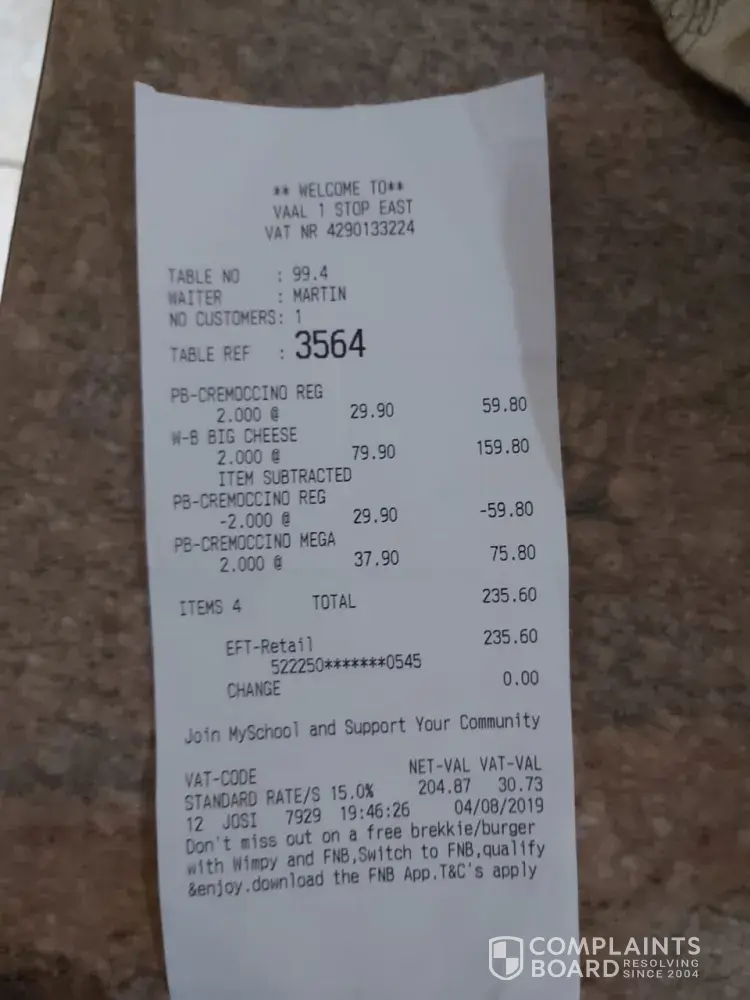 ** WELCOME TO**
VAAL 1 STOP EAST
VAT NR 4290133224
TABLE NO : 99.4
WAITER : MARTIN
NO CUSTOMERS: 1
TABLE REF : 3564
PB-CREMOCCINO REG
2.000 @ 29.90 59.80
W-B BIG CHEESE
2.000 @ 79.90 159.80
ITEM SUBTRACTED
PB-CREMOCCINO REG
-2.000 @ 29.90 -59.80
PB-CREMOCCINO MEGA
2.000 @ 37.90 75.80
ITEMS 4 TOTAL 235.60
EFT-Retail 235.60
522250*******0545
CHANGE 0.00
Join MySchool and Support Your Community
VAT-CODE NET-VAL VAT-VAL
STANDARD RATE/S 15.0% 204.87 30.73
12 JOSI 7929 19:46:26 04/08/2019
Don't miss out on a free brekkie/burger
with Wimpy and FNB,Switch to FNB,qualify
&enjoy.download the FNB App.T&C's apply
COMPLAINTS
BOARD RESOLVING
SINCE 2004